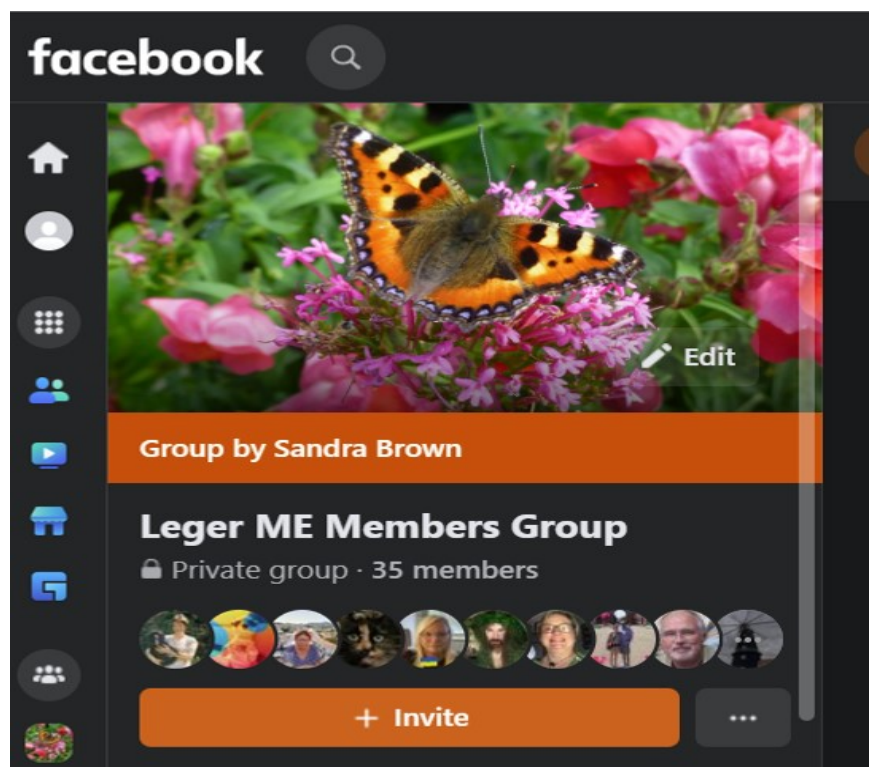 facebook
Edit
Group by Sandra Brown
Leger ME Members Group
Private group · 35 members
+ Invite